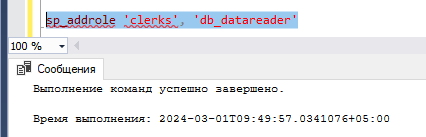 sp_addrole 'clerks', 'db_datareader'
100 %
Сообщения
Выполнение команд успешно завершено.
Время выполнения: 2024-03-01T09:49:57.0341076+05:00